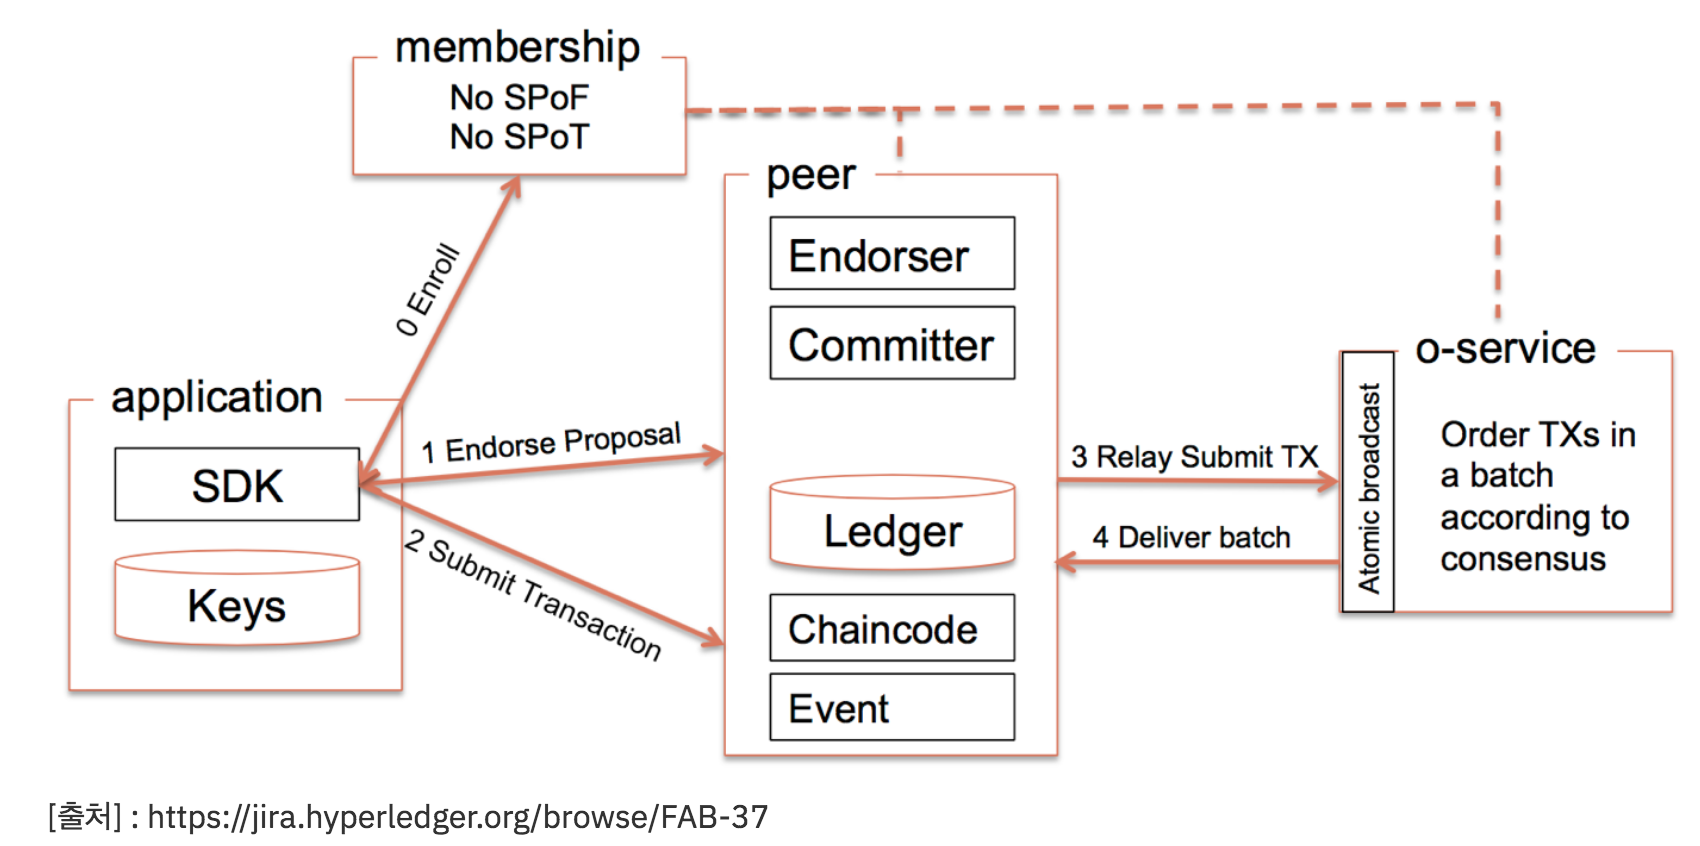 membership
No SPoF
No SPoT
0 Enroll
application
SDK
Keys
1 Endorse Proposal
2 Submit Transaction
peer
Endorser
Committer
Ledger
Chaincode
Event
3 Relay Submit TX
4 Deliver batch
o-service
Atomic broadcast
Order TXs in
a batch
according to
consensus
[출처] : https://jira.hyperledger.org/browse/FAB-37